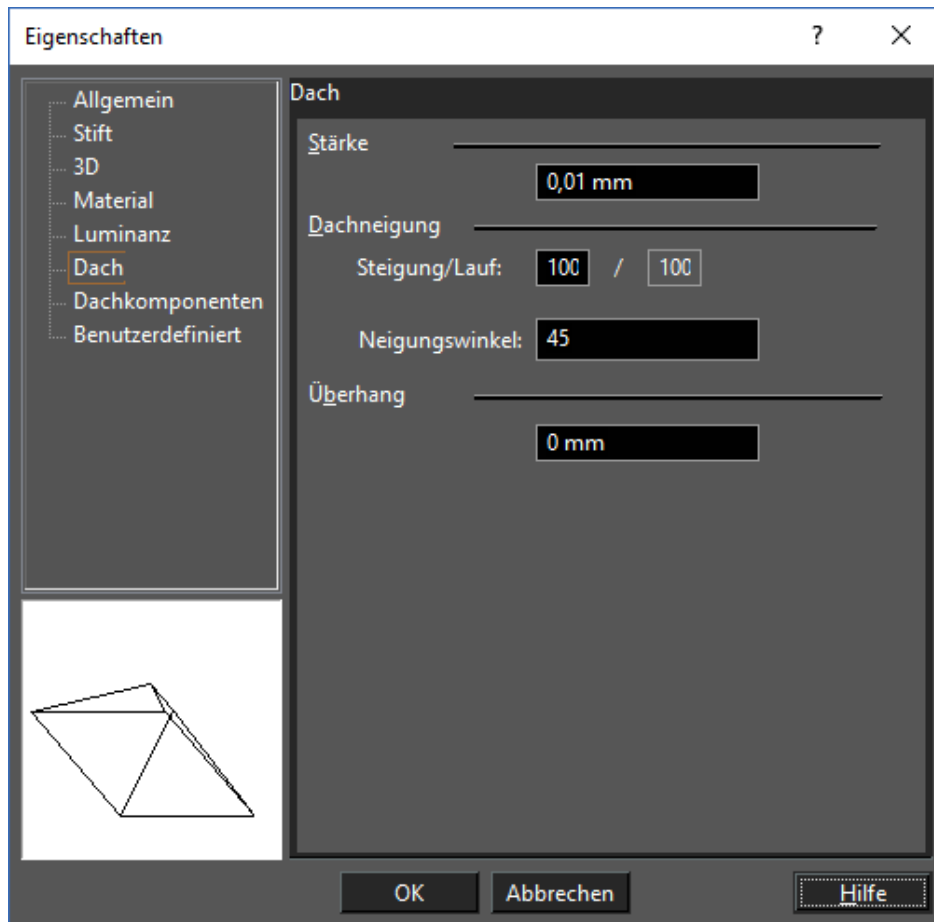 Eigenschaften ?
Allgemein
Stift
3D
Material
Luminanz
Dach
Dachkomponenten
Benutzerdefiniert
Dach
Stärke
0,01 mm
Dachneigung
Steigung/Lauf: 100 / 100
Neigungswinkel: 45
Überhang
0 mm
OK Abbrechen Hilfe